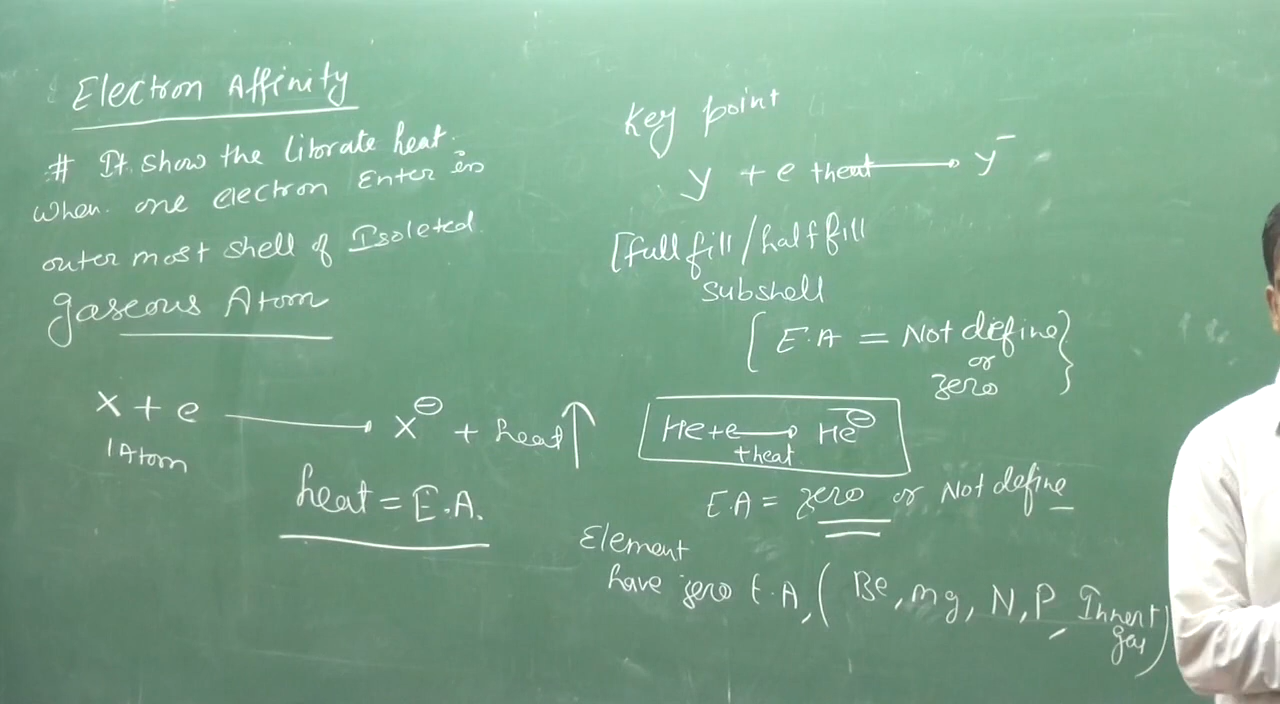 Electron Affinity
# It show the librate heat.
when one electron Enter in
outer most shell of Isoleted
gaseous Atom
x + e ⟶ x⊖ + heat↑
1 Atom
heat = E.A.
Key point
y + e + heat ⟶ y⁻
[full fill/half fill
subshell
[E.A = Not define}
or
zero
He+e ⟶ He⊖
+heat
E.A = zero or Not define
Element
have zero E.A, (Be, mg, N, P, Innert
gas)